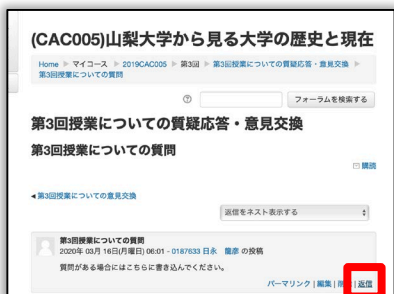 (CAC005)山梨大学から見る大学の歴史と現在
Home ▶ マイコース ▶ 2019CAC005 ▶ 第3回 ▶ 第3回授業についての質疑応答・意見交換 ▶
第3回授業についての質問
フォーラムを検索する
第3回授業についての質疑応答・意見交換
第3回授業についての質問
購読
◀第3回授業についての意見交換
返信をネスト表示する
第3回授業についての質問
2020年 03月 16日(月曜日) 06:01 - 0187633 日永 龍彦 の投稿
質問がある場合にはこちらに書き込んでください。
パーマリンク | 編集 | 削 | 返信